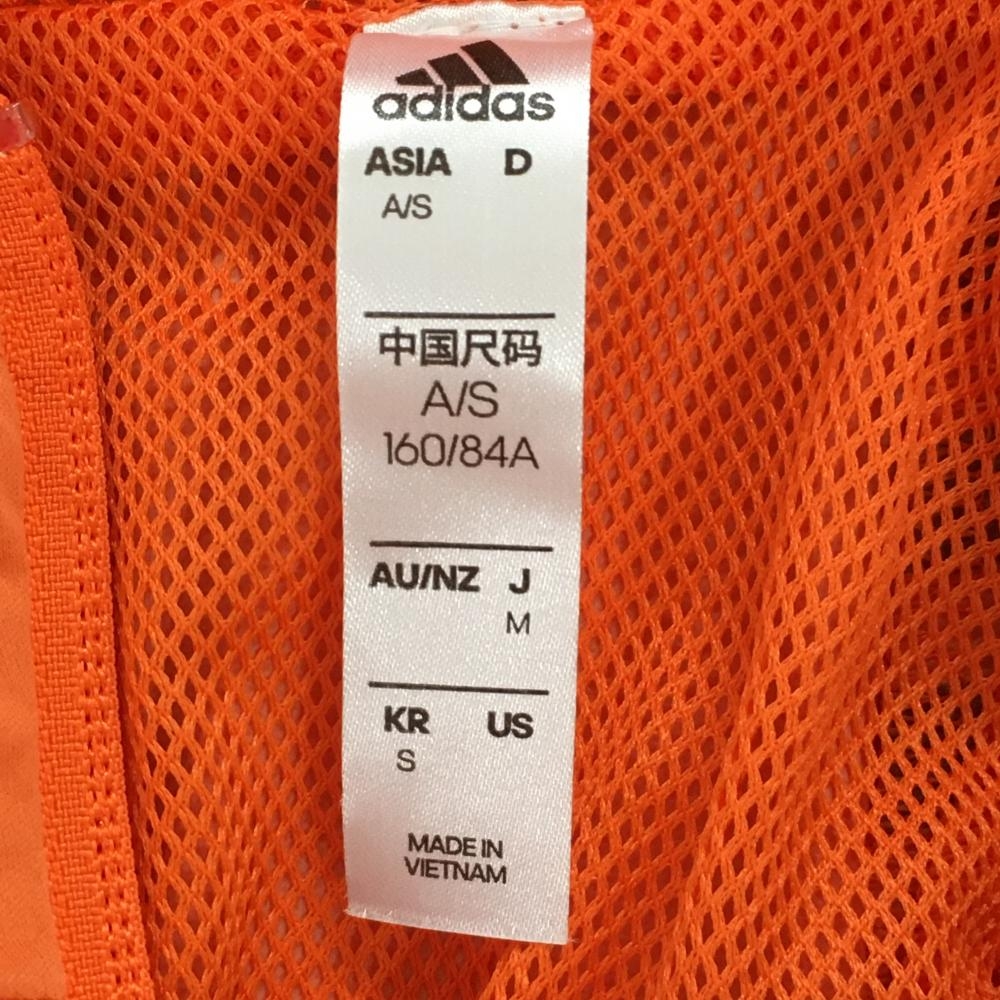 adidas
ASIA D
A/S
中国尺码
A/S
160/84A
AU/NZ J
M
KR US
S
MADE IN
VIETNAM